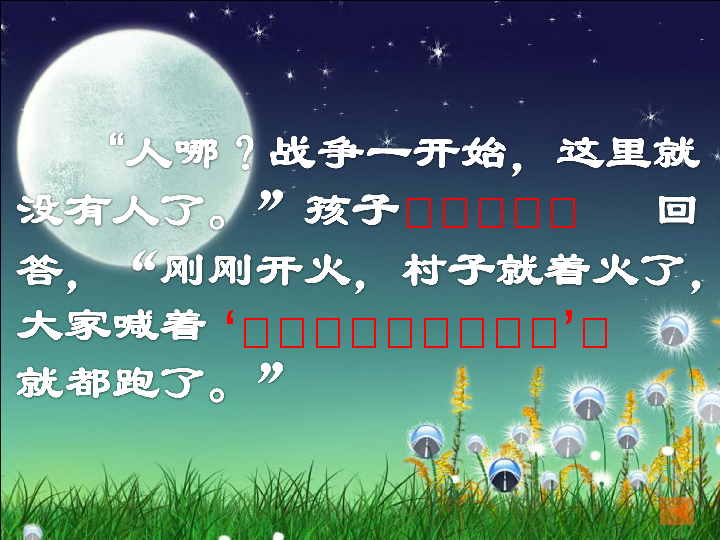 “人哪？战争一开始，这里就
没有人了。”孩子 回
答，“刚刚开火，村子就着火了，
大家喊着‘ ’
就都跑了。”